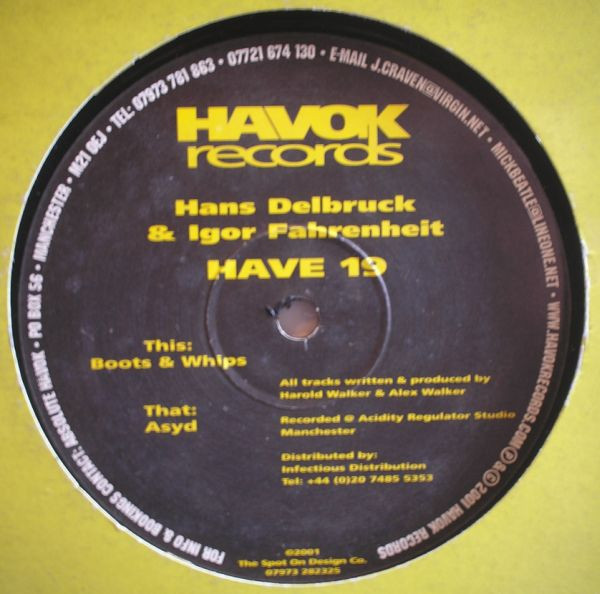 FOR INFO & BOOKINGS CONTACT: ABSOLUTE HAVOK • PO BOX 56 • MANCHESTER • M21 0EJ • TEL: 07973 781 863 • 07721 674 130 • E-MAIL J.CRAVEN@VIRGIN.NET • MICKBEATLE@LINEONE.NET • WWW.HAVOKRECORDS.COM Ⓟ & © 2001 HAVOK RECORDS
HAVOK
records
Hans Delbruck
& Igor Fahrenheit
HAVE 19
This:
Boots & Whips
That:
Asyd
All tracks written & produced by
Harold Walker & Alex Walker
Recorded @ Acidity Regulator Studio
Manchester
Distributed by:
Infectious Distribution
Tel: +44 (0)20 7485 5353
©2001
The Spot On Design Co.
07973 282325